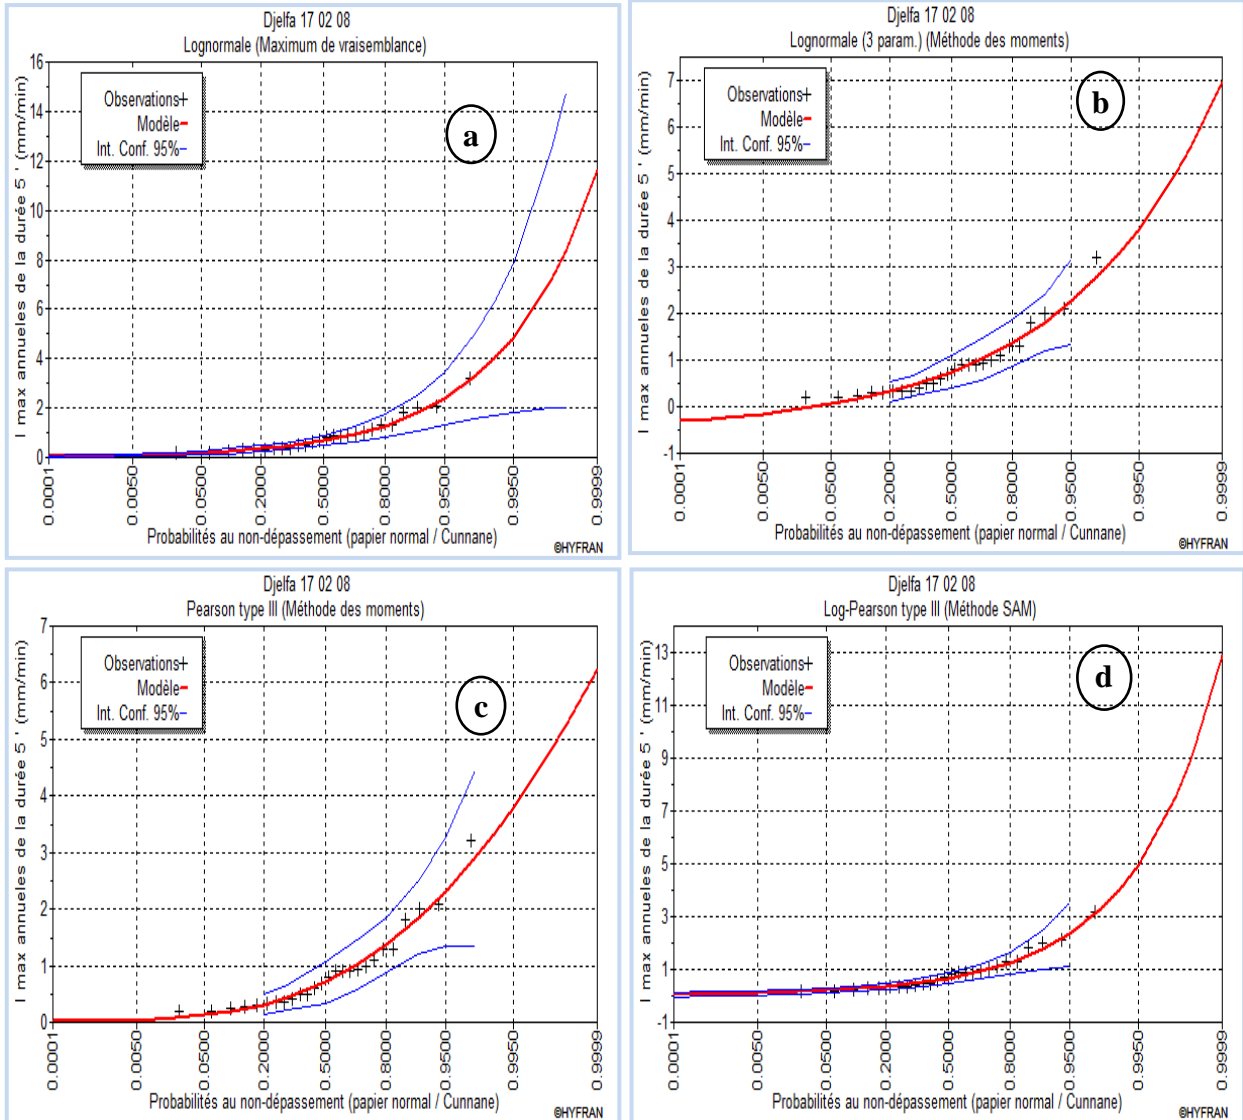 Djelfa 17 02 08
Lognormale (Maximum de vraisemblance)
I max annueles de la durée 5 ' (mm/min)
16
14
12
10
8
6
4
2
0
Observations+
Modèle
Int. Conf. 95%
a
0.0001
0.0050
0.0500
0.2000
0.5000
0.8000
0.9500
0.9950
0.9999
Probabilités au non-dépassement (papier normal / Cunnane)
©HYFRAN
Djelfa 17 02 08
Lognormale (3 param.) (Méthode des moments)
I max annueles de la durée 5 ' (mm/min)
7
6
5
4
3
2
1
0
-1
Observations+
Modèle
Int. Conf. 95%
b
0.0001
0.0050
0.0500
0.2000
0.5000
0.8000
0.9500
0.9950
0.9999
Probabilités au non-dépassement (papier normal / Cunnane)
©HYFRAN
Djelfa 17 02 08
Pearson type III (Méthode des moments)
I max annueles de la durée 5 ' (mm/min)
7
6
5
4
3
2
1
0
Observations+
Modèle
Int. Conf. 95%
c
0.0001
0.0050
0.0500
0.2000
0.5000
0.8000
0.9500
0.9950
0.9999
Probabilités au non-dépassement (papier normal / Cunnane)
©HYFRAN
Djelfa 17 02 08
Log-Pearson type III (Méthode SAM)
I max annueles de la durée 5 ' (mm/min)
13
11
9
7
5
3
1
-1
Observations+
Modèle
Int. Conf. 95%
d
0.0001
0.0050
0.0500
0.2000
0.5000
0.8000
0.9500
0.9950
0.9999
Probabilités au non-dépassement (papier normal / Cunnane)
©HYFRAN